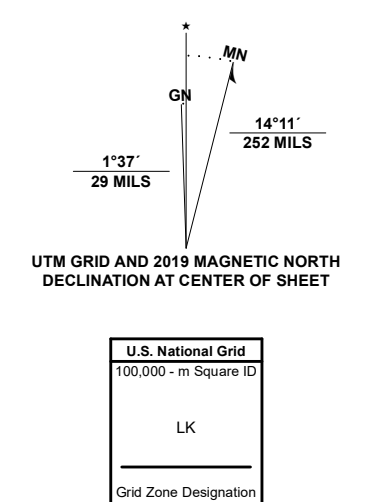 MN
GN
14°11´
252 MILS
1°37´
29 MILS
UTM GRID AND 2019 MAGNETIC NORTH
DECLINATION AT CENTER OF SHEET
U.S. National Grid
100,000 - m Square ID
LK
Grid Zone Designation